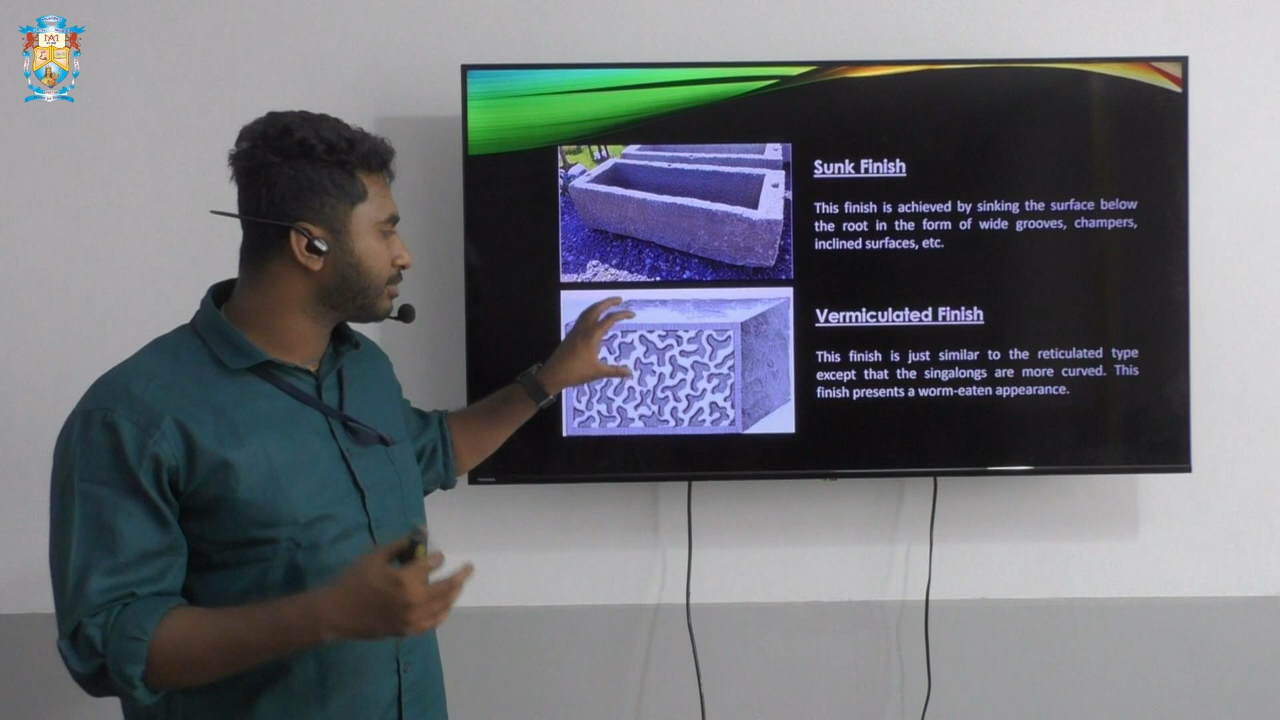 Sunk Finish
This finish is achieved by sinking the surface below
the root in the form of wide grooves, champers,
inclined surfaces, etc.
Vermiculated Finish
This finish is just similar to the reticulated type
except that the singalongs are more curved. This
finish presents a worm-eaten appearance.